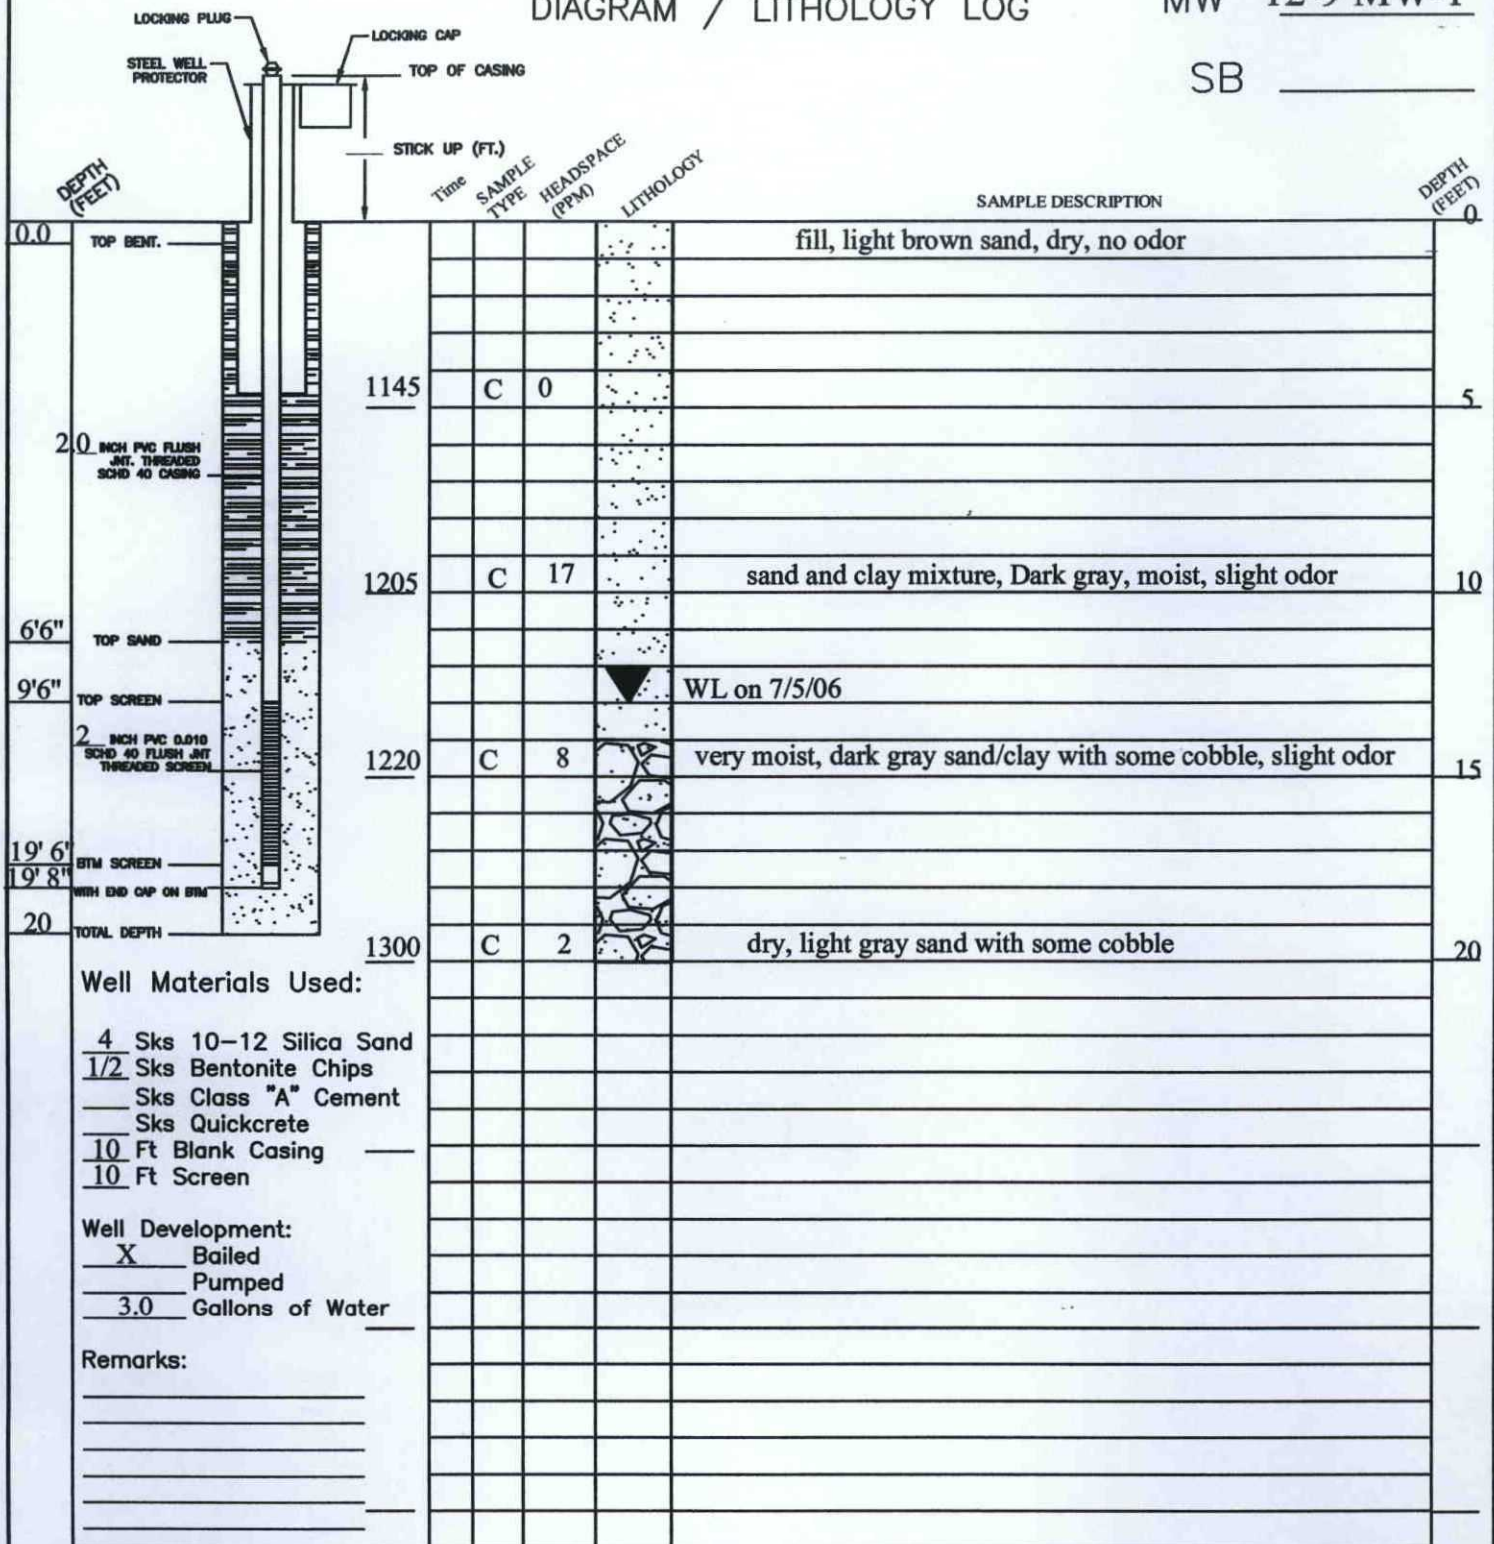 DIAGRAM / LITHOLOGY LOG
MW 12-9 MW-1
SB
LOCKING PLUG
LOCKING CAP
STEEL WELL
PROTECTOR
TOP OF CASING
STICK UP (FT.)
DEPTH
(FEET)
Time
SAMPLE
TYPE
HEADSPACE
(PPM)
LITHOLOGY
SAMPLE DESCRIPTION
DEPTH
(FEET)
0
0.0 TOP BENT.
fill, light brown sand, dry, no odor
1145 C 0
5
2.0 INCH PVC FLUSH
JNT. THREADED
SCHD 40 CASING
1205 C 17 sand and clay mixture, Dark gray, moist, slight odor 10
6'6" TOP SAND
9'6" TOP SCREEN
WL on 7/5/06
2 INCH PVC 0.010
SCHD 40 FLUSH JNT
THREADED SCREEN
1220 C 8 very moist, dark gray sand/clay with some cobble, slight odor
15
19' 6" BTM SCREEN
19' 8" WITH END CAP ON BTM
20 TOTAL DEPTH
1300 C 2 dry, light gray sand with some cobble 20
Well Materials Used:
4 Sks 10-12 Silica Sand
1/2 Sks Bentonite Chips
Sks Class "A" Cement
Sks Quickcrete
10 Ft Blank Casing
10 Ft Screen
Well Development:
X Bailed
Pumped
3.0 Gallons of Water
Remarks: